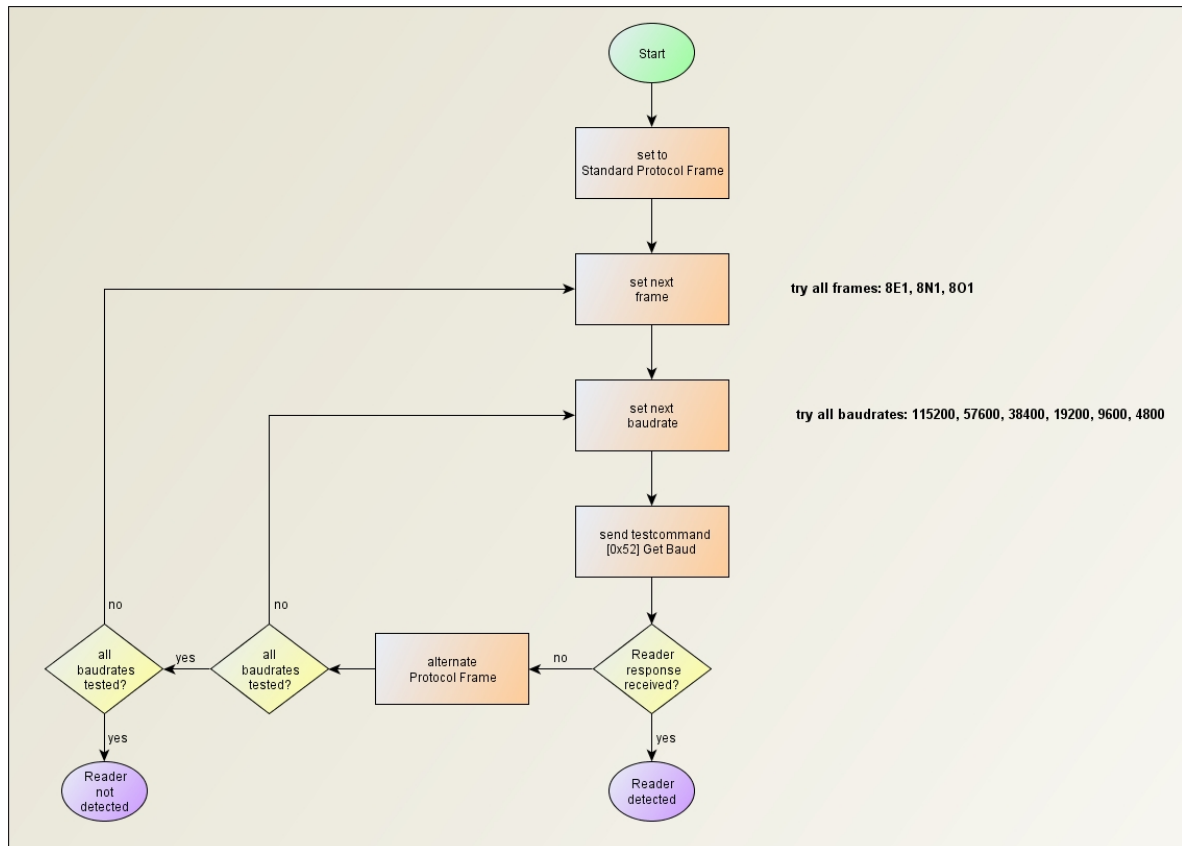 Start
set to
Standard Protocol Frame
set next
frame
try all frames: 8E1, 8N1, 8O1
set next
baudrate
try all baudrates: 115200, 57600, 38400, 19200, 9600, 4800
send testcommand
[0x52] Get Baud
no
no
all
baudrates
tested?
yes
all
baudrates
tested?
alternate
Protocol Frame
no
Reader
response
received?
yes
yes
Reader
not
detected
Reader
detected